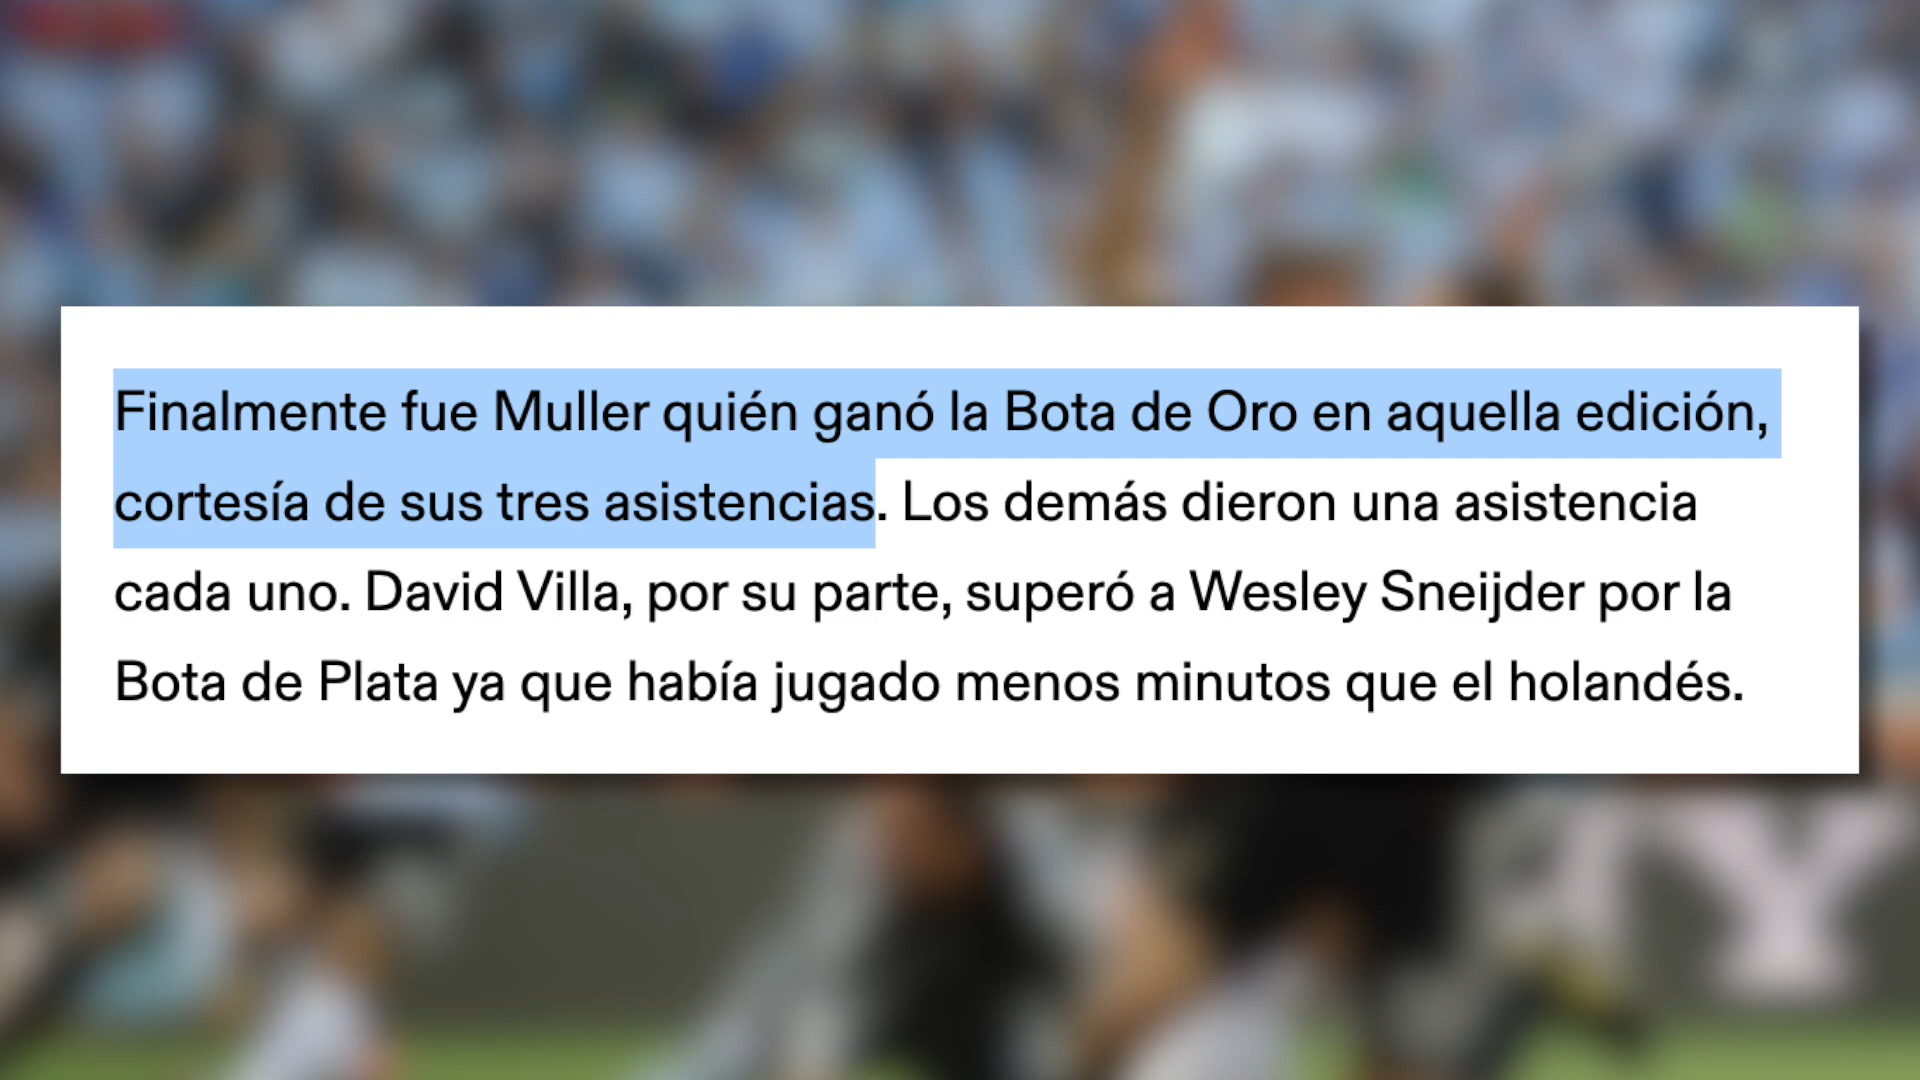 Finalmente fue Muller quién ganó la Bota de Oro en aquella edición,
cortesía de sus tres asistencias. Los demás dieron una asistencia
cada uno. David Villa, por su parte, superó a Wesley Sneijder por la
Bota de Plata ya que había jugado menos minutos que el holandés.